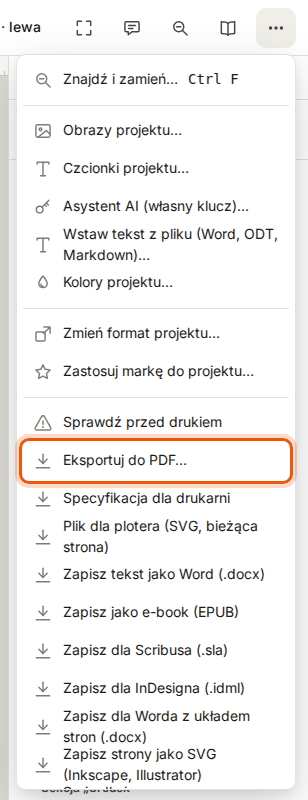 · lewa
Znajdź i zamień... Ctrl F
Obrazy projektu...
Czcionki projektu...
Asystent AI (własny klucz)...
Wstaw tekst z pliku (Word, ODT,
Markdown)...
Kolory projektu...
Zmień format projektu...
Zastosuj markę do projektu...
Sprawdź przed drukiem
Eksportuj do PDF...
Specyfikacja dla drukarni
Plik dla plotera (SVG, bieżąca
strona)
Zapisz tekst jako Word (.docx)
Zapisz jako e-book (EPUB)
Zapisz dla Scribusa (.sla)
Zapisz dla InDesigna (.idml)
Zapisz dla Worda z układem
stron (.docx)
Zapisz strony jako SVG
(Inkscape, Illustrator)